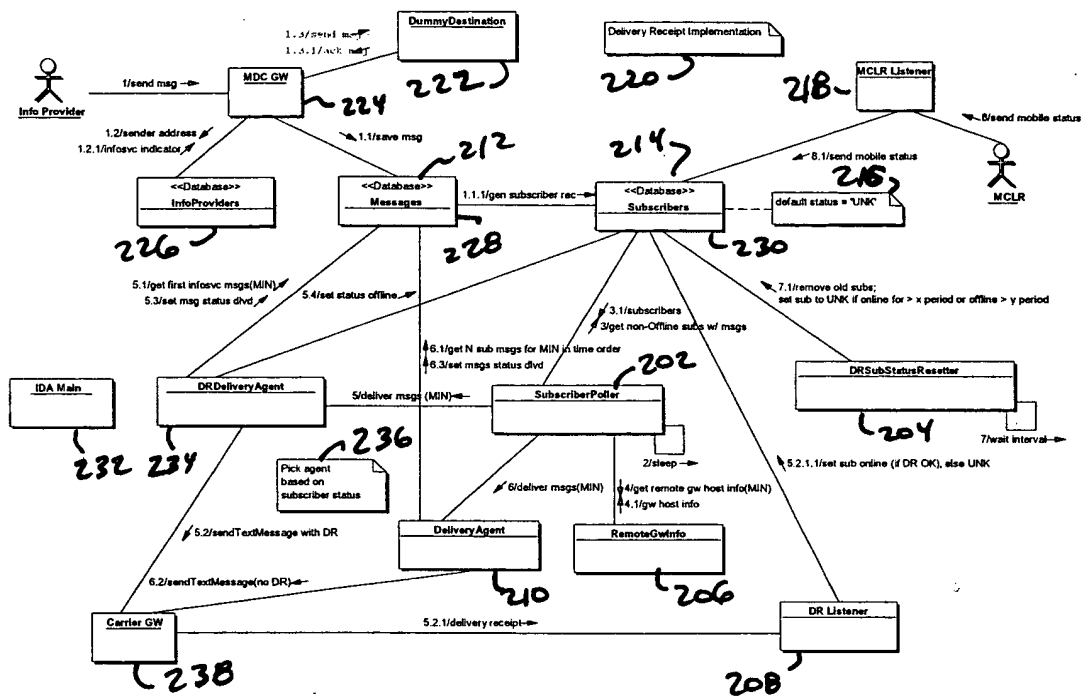 1.3/send msg
1.3.1/ack msg
DummyDestination
222
Delivery Receipt Implementation
220
Info Provider
1/send msg
MDC GW
224
218
MCLR Listener
8/send mobile status
MCLR
1.2/sender address
1.2.1/infosvc indicator
1.1/save msg
212
214
8.1/send mobile status
216
<<Database>>
InfoProviders
226
<<Database>>
Messages
228
1.1.1/gen subscriber rec
<<Database>>
Subscribers
230
default status = "UNK"
5.1/get first infosvc msgs(MIN)
5.3/set msg status dlvd
5.4/set status offline
3.1/subscribers
3/get non-Offline subs w/ msgs
7.1/remove old subs;
set sub to UNK if online for > x period or offline > y period
6.1/get N sub msgs for MIN in time order
6.3/set msgs status dlvd
202
IDA Main
232
DRDeliveryAgent
234
5/deliver msgs (MIN)
SubscriberPoller
DRSubStatusResetter
204
7/wait interval
236
Pick agent
based on
subscriber status
2/sleep
5.2.1.1/set sub online (if DR OK), else UNK
6/deliver msgs(MIN)
4/get remote gw host info(MIN)
4.1/gw host info
5.2/sendTextMessage with DR
DeliveryAgent
210
RemoteGwInfo
206
6.2/sendTextMessage(no DR)
Carrier GW
238
5.2.1/delivery receipt
DR Listener
208